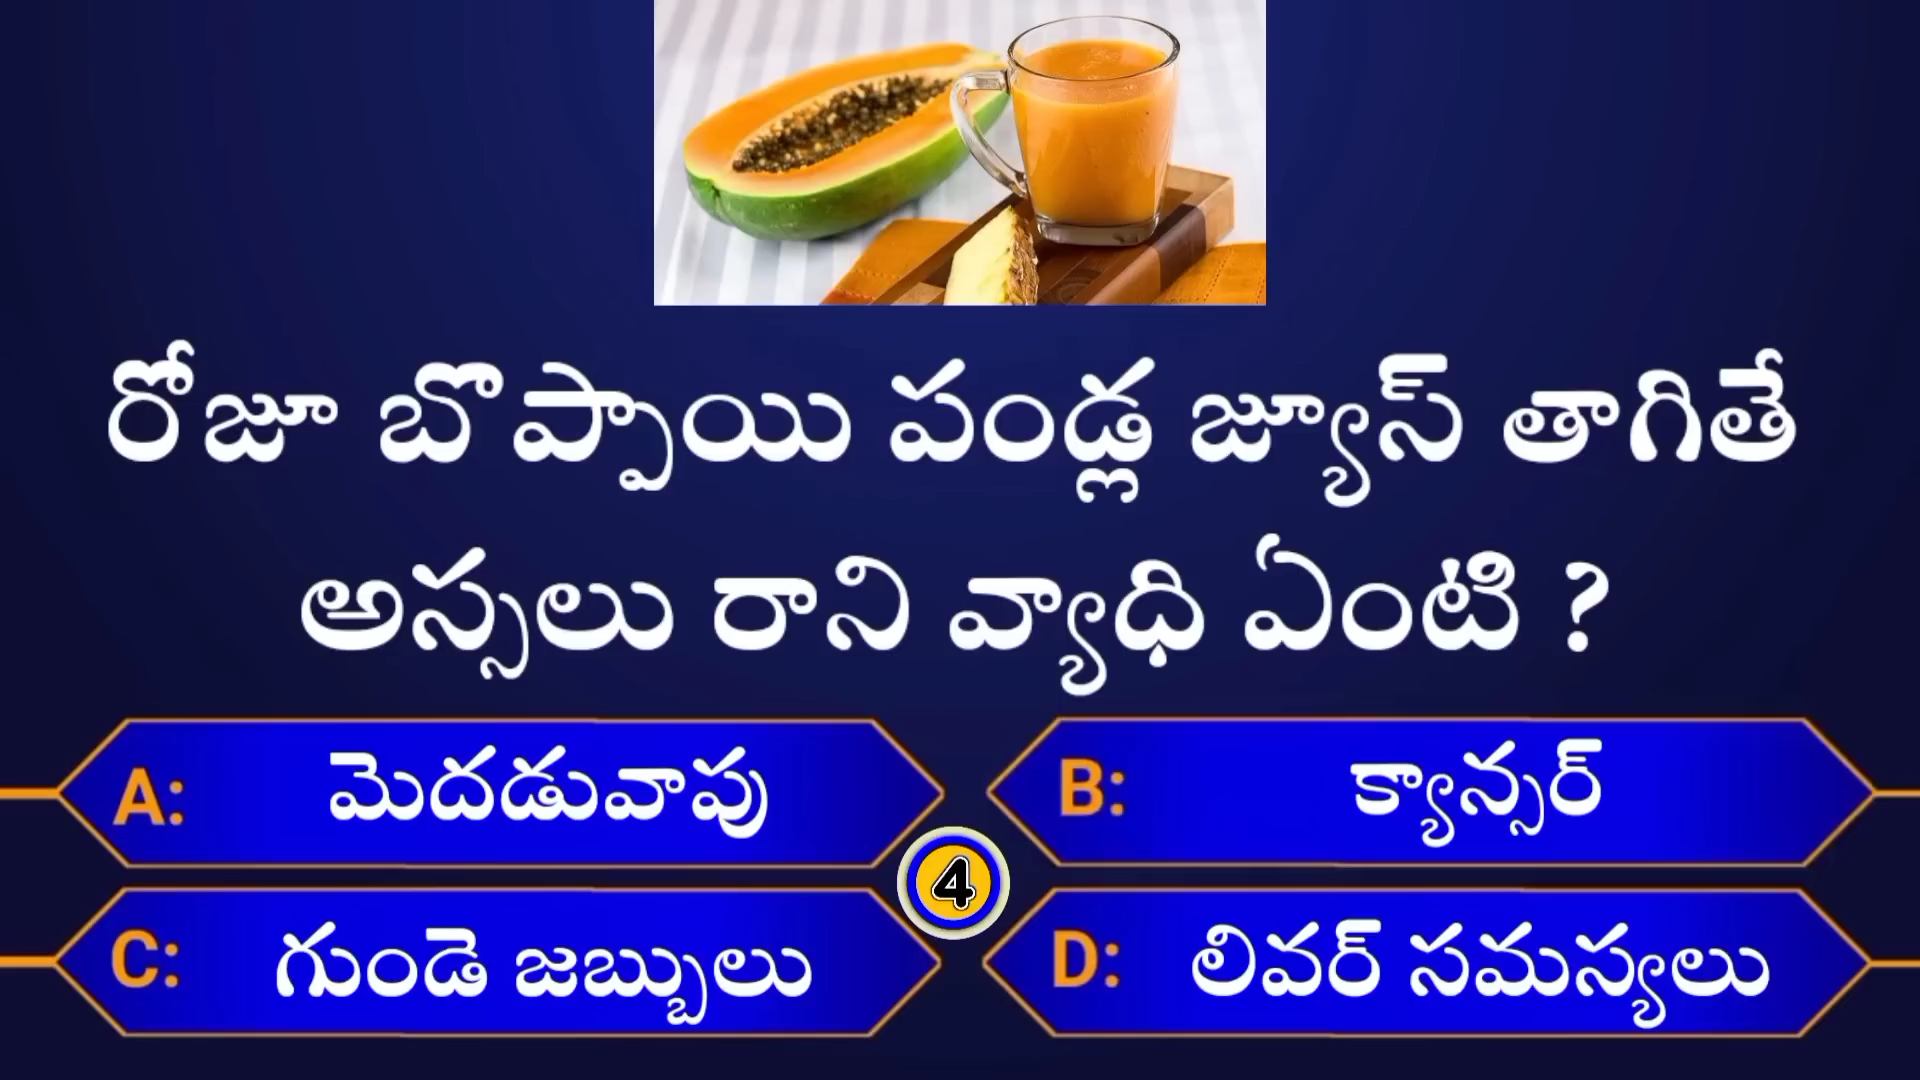 రోజూ బొప్పాయి పండ్ల జ్యూస్ తాగితే
అస్సలు రాని వ్యాధి ఏంటి ?
A: మెదడువాపు
B: క్యాన్సర్
4
C: గుండె జబ్బులు
D: లివర్ సమస్యలు